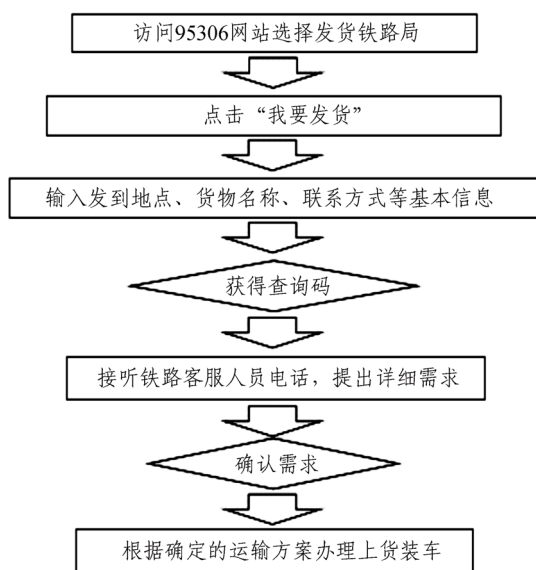 访问95306网站选择发货铁路局
点击“我要发货”
输入发到地点、货物名称、联系方式等基本信息
获得查询码
接听铁路客服人员电话，提出详细需求
确认需求
根据确定的运输方案办理上货装车